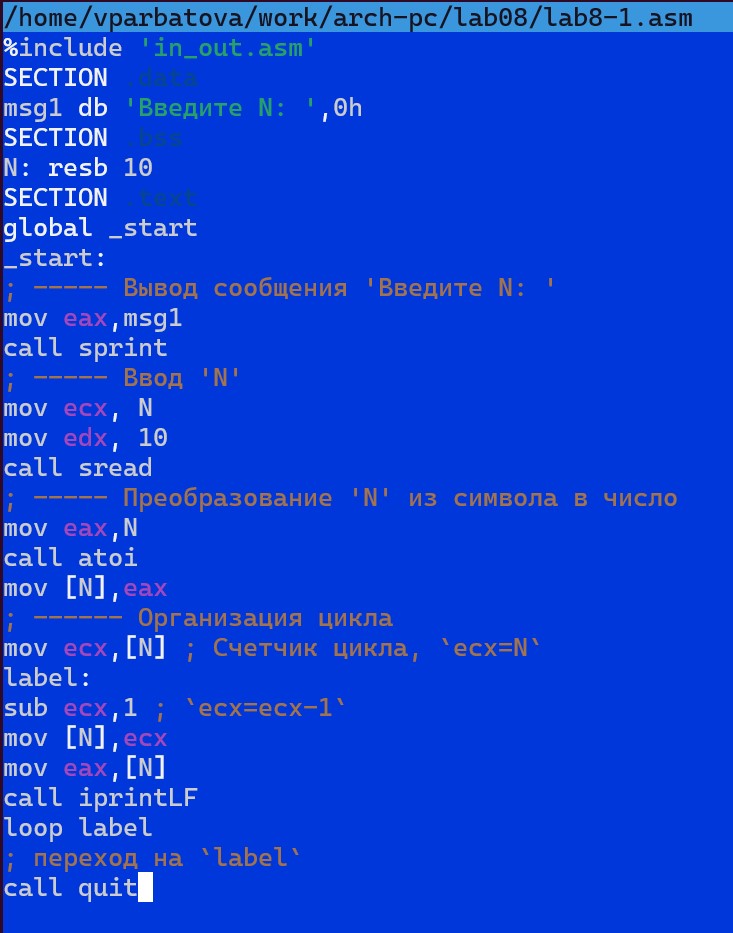 /home/vparbatova/work/arch-pc/lab08/lab8-1.asm
%include 'in_out.asm'
SECTION .data
msg1 db 'Введите N: ',0h
SECTION .bss
N: resb 10
SECTION .text
global _start
_start:
; ----- Вывод сообщения 'Введите N: '
mov eax,msg1
call sprint
; ----- Ввод 'N'
mov ecx, N
mov edx, 10
call sread
; ----- Преобразование 'N' из символа в число
mov eax,N
call atoi
mov [N],eax
; ------ Организация цикла
mov ecx,[N] ; Счетчик цикла, `ecx=N`
label:
sub ecx,1 ; `ecx=ecx-1`
mov [N],ecx
mov eax,[N]
call iprintLF
loop label
; переход на `label`
call quit